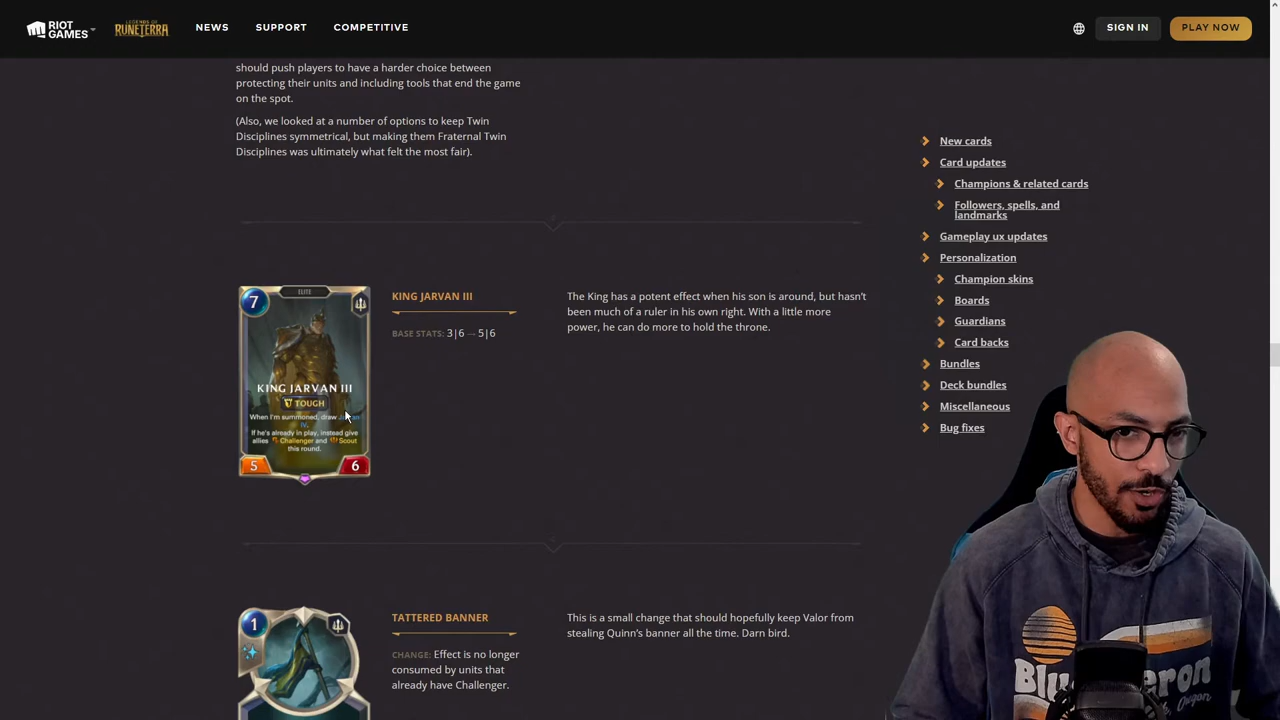 RIOT GAMES
LEGENDS OF RUNETERRA
NEWS
SUPPORT
COMPETITIVE
SIGN IN
PLAY NOW
should push players to have a harder choice between
protecting their units and including tools that end the game
on the spot.
(Also, we looked at a number of options to keep Twin
Disciplines symmetrical, but making them Fraternal Twin
Disciplines was ultimately what felt the most fair).
7
ELITE
KING JARVAN III
TOUGH
When I'm summoned, draw Jarvan
IV.
If he's already in play, instead give
allies Challenger and Scout
this round.
5
6
KING JARVAN III
BASE STATS: 3|6 → 5|6
The King has a potent effect when his son is around, but hasn't
been much of a ruler in his own right. With a little more
power, he can do more to hold the throne.
1
TATTERED BANNER
CHANGE: Effect is no longer
consumed by units that
already have Challenger.
This is a small change that should hopefully keep Valor from
stealing Quinn's banner all the time. Darn bird.
New cards
Card updates
Champions & related cards
Followers, spells, and
landmarks
Gameplay ux updates
Personalization
Champion skins
Boards
Guardians
Card backs
Bundles
Deck bundles
Miscellaneous
Bug fixes